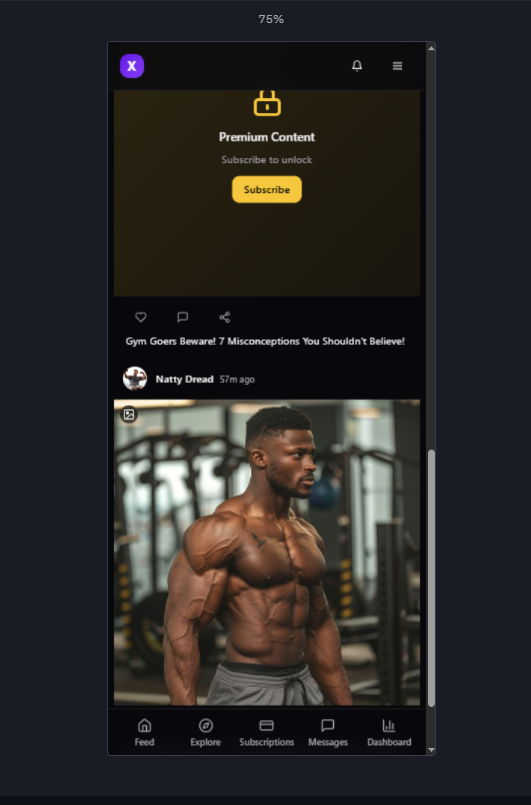 75%
X
Premium Content
Subscribe to unlock
Subscribe
Gym Goers Beware! 7 Misconceptions You Shouldn't Believe!
Natty Dread 57m ago
Feed Explore Subscriptions Messages Dashboard